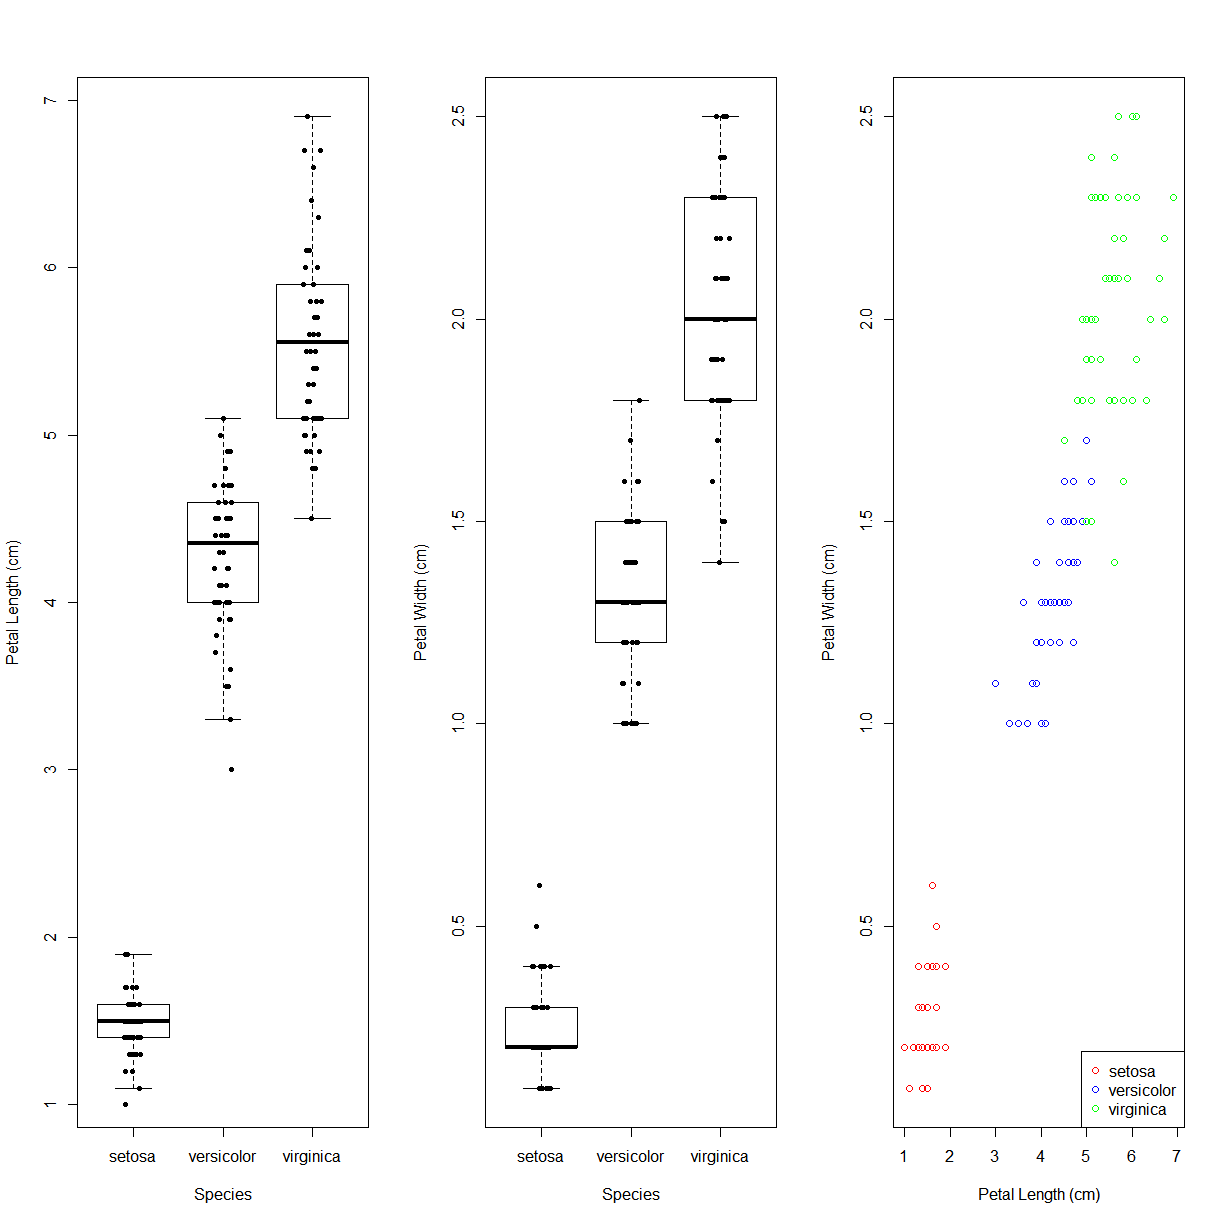 Petal Length (cm)
7
6
5
4
3
2
1
setosa versicolor virginica
Species
Petal Width (cm)
2.5
2.0
1.5
1.0
0.5
setosa versicolor virginica
Species
Petal Width (cm)
2.5
2.0
1.5
1.0
0.5
setosa
versicolor
virginica
1 2 3 4 5 6 7
Petal Length (cm)